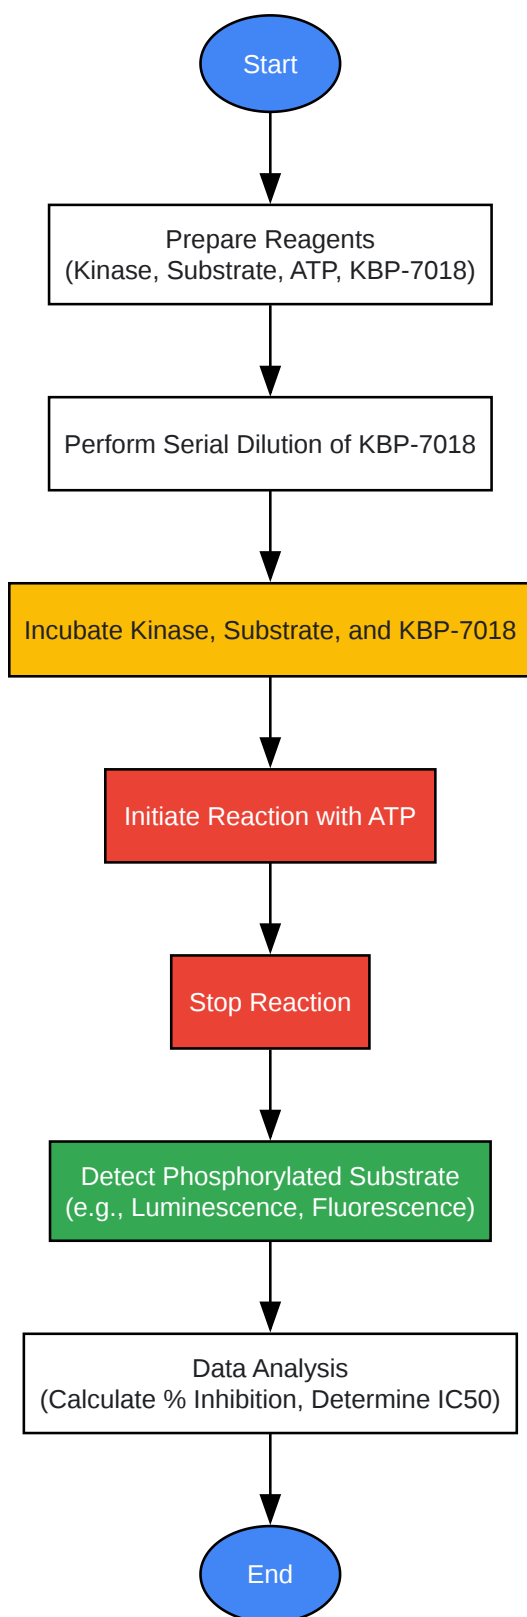 Start
Prepare Reagents
(Kinase, Substrate, ATP, KBP-7018)
Perform Serial Dilution of KBP-7018
Incubate Kinase, Substrate, and KBP-7018
Initiate Reaction with ATP
Stop Reaction
Detect Phosphorylated Substrate
(e.g., Luminescence, Fluorescence)
Data Analysis
(Calculate % Inhibition, Determine IC50)
End